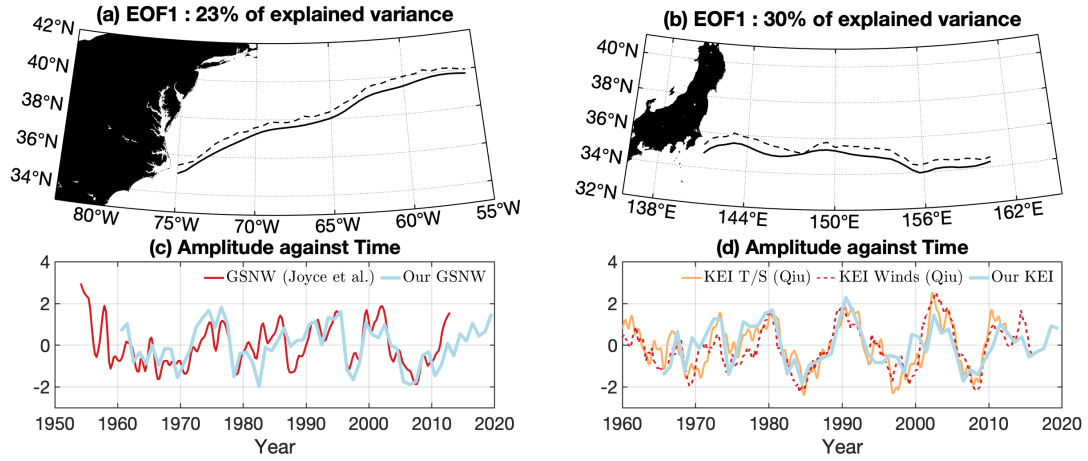 (a) EOF1 : 23% of explained variance
42°N
40°N
38°N
36°N
34°N
80°W 75°W 70°W 65°W 60°W 55°W
(b) EOF1 : 30% of explained variance
40°N
38°N
36°N
34°N
32°N
138°E 144°E 150°E 156°E 162°E
(c) Amplitude against Time
GSNW (Joyce et al.) Our GSNW
4
2
0
-2
1950 1960 1970 1980 1990 2000 2010 2020
Year
(d) Amplitude against Time
KEI T/S (Qiu) KEI Winds (Qiu) Our KEI
4
2
0
-2
1960 1970 1980 1990 2000 2010 2020
Year